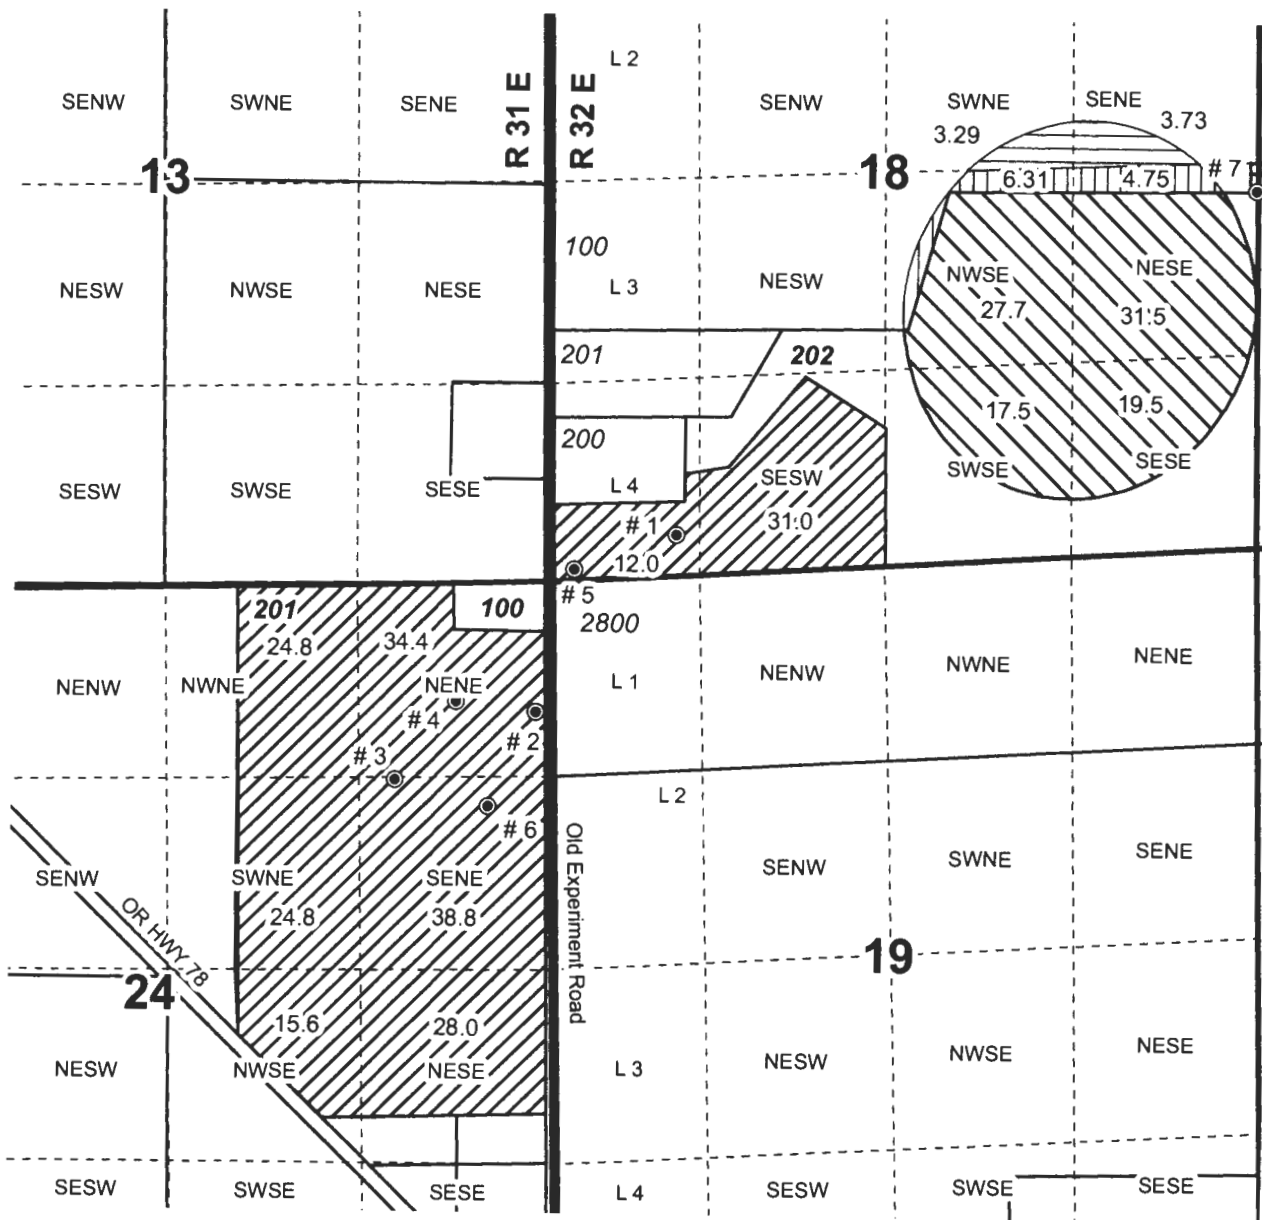 L 2
SENW
SWNE
SENE
R 31 E
R 32 E
SENW
SWNE
SENE
3.29
3.73
13
18
6.31
4.75
# 7
100
NESW
NWSE
NESE
L 3
NESW
NWSE
NESE
27.7
31.5
201
202
17.5
19.5
200
SESW
SWSE
SESE
L 4
SESW
SWSE
SESE
# 1
31.0
12.0
# 5
201
100
2800
24.8
34.4
NENW
NWNE
NENE
L 1
NENW
NWNE
NENE
# 4
# 2
# 3
L 2
# 6
Old Experiment Road
SENW
SWNE
SENE
SENW
SWNE
SENE
24.8
38.8
OR HWY 78
19
24
15.6
28.0
NESW
NWSE
NESE
L 3
NESW
NWSE
NESE
SESW
SWSE
SESE
L 4
SESW
SWSE
SESE